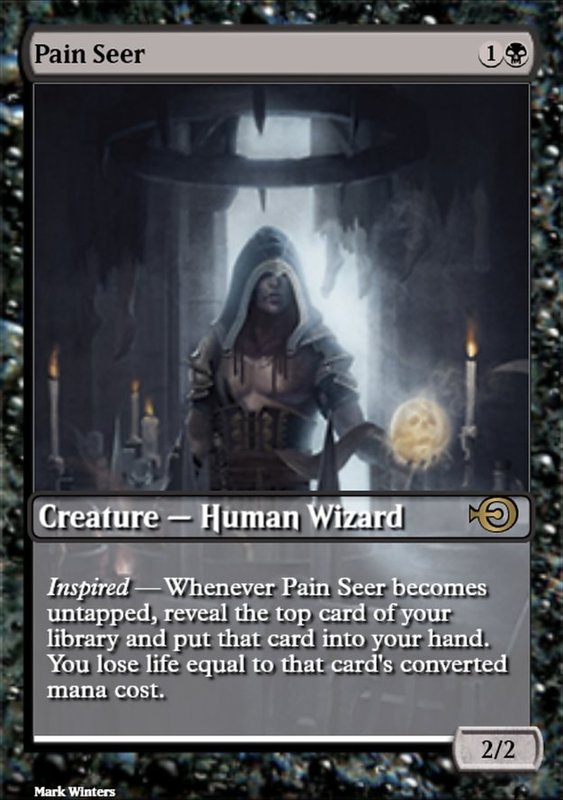 Pain Seer 1
Creature — Human Wizard
Inspired — Whenever Pain Seer becomes
untapped, reveal the top card of your
library and put that card into your hand.
You lose life equal to that card's converted
mana cost.
2/2
Mark Winters